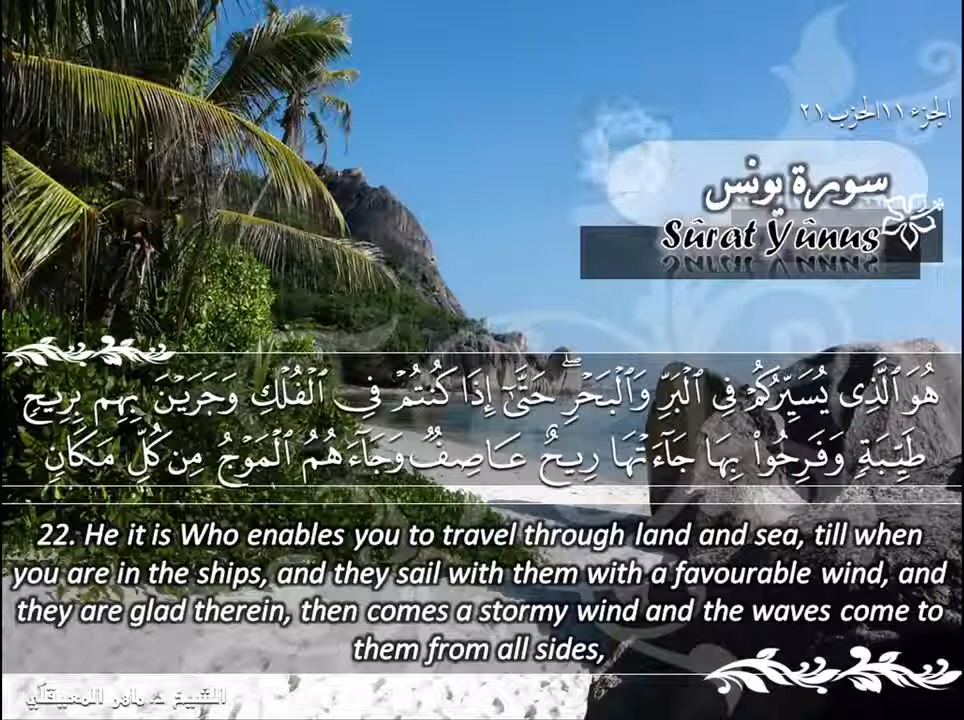 الجزء ١١ الحزب ٢١
سورة يونس
Sûrat Yûnus
هُوَ ٱلَّذِى يُسَيِّرُكُمْ فِى ٱلْبَرِّ وَٱلْبَحْرِ ۖ حَتَّىٰٓ إِذَا كُنتُمْ فِى ٱلْفُلْكِ وَجَرَيْنَ بِهِم بِرِيحٍ
طَيِّبَةٍ وَفَرِحُوا۟ بِهَا جَآءَتْهَا رِيحٌ عَاصِفٌ وَجَآءَهُمُ ٱلْمَوْجُ مِن كُلِّ مَكَانٍ
22. He it is Who enables you to travel through land and sea, till when
you are in the ships, and they sail with them with a favourable wind, and
they are glad therein, then comes a stormy wind and the waves come to
them from all sides,
الشيخ د. ماهر المعيقلي